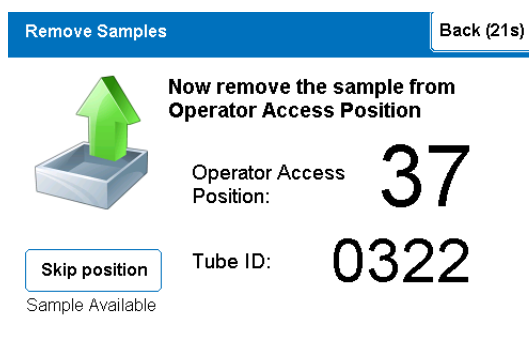 Remove Samples
Back (21s)
Now remove the sample from
Operator Access Position
Operator Access
Position:
37
Tube ID:
0322
Skip position
Sample Available